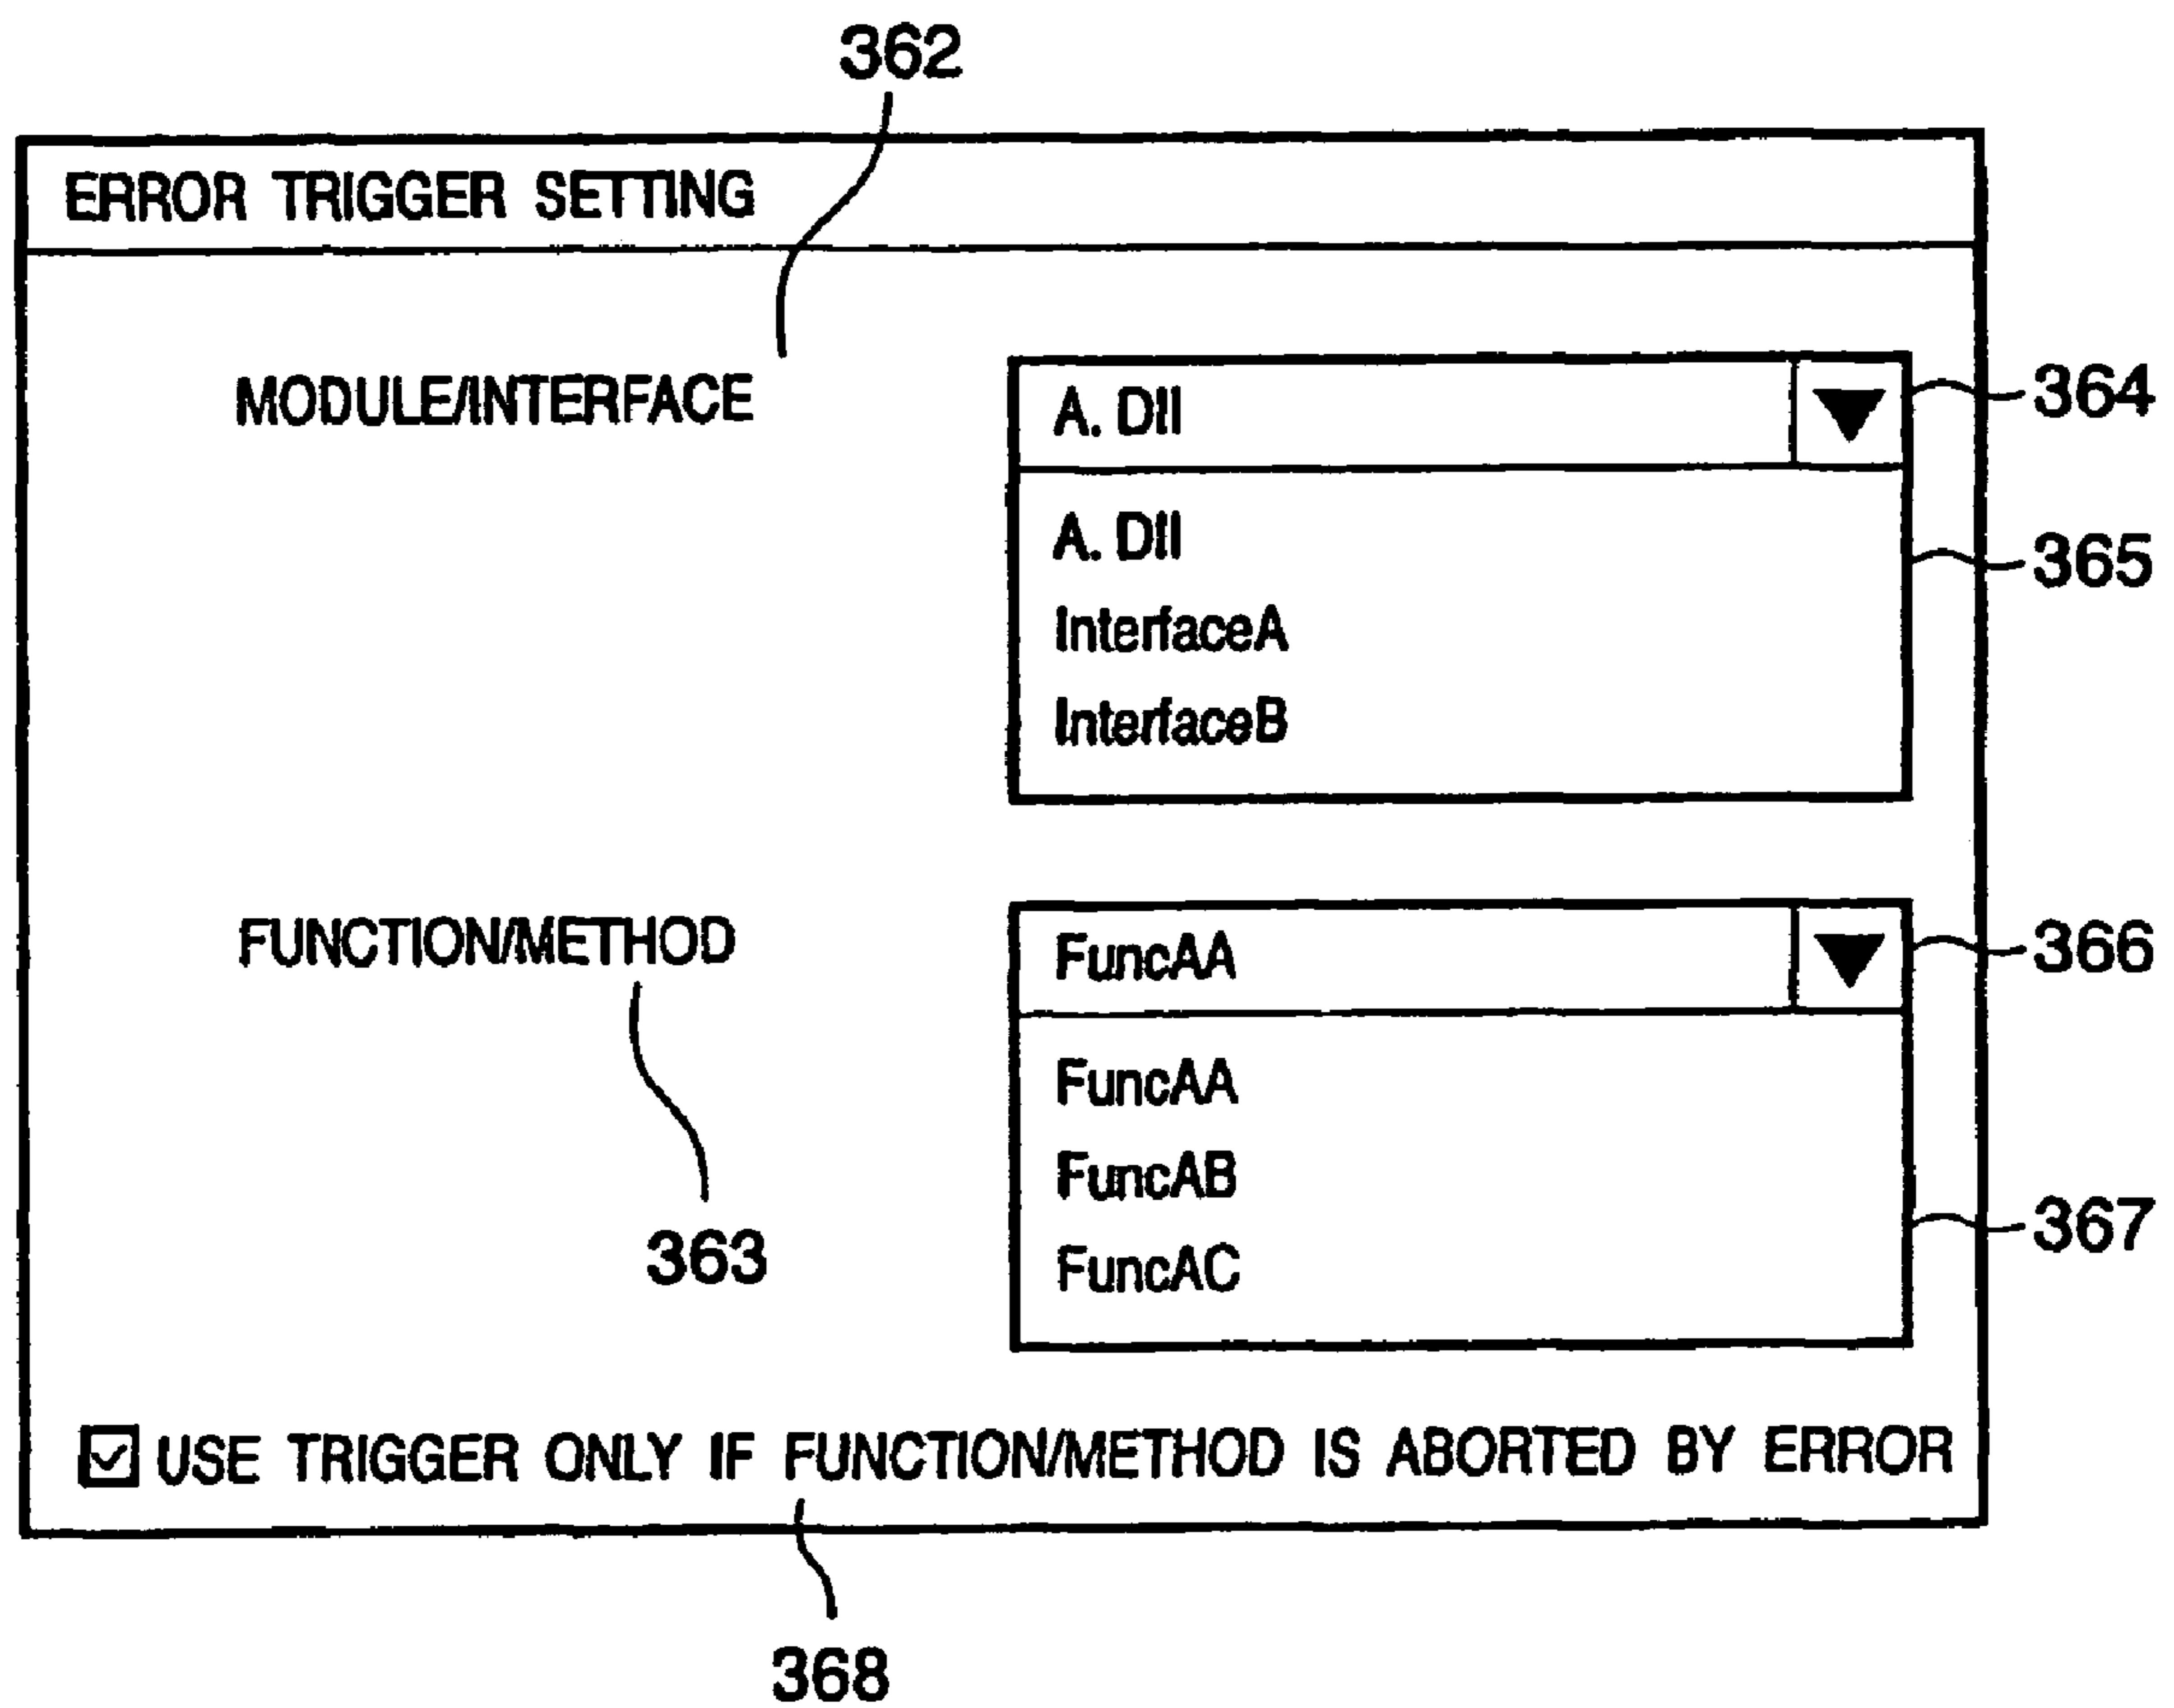 362
ERROR TRIGGER SETTING
MODULE/INTERFACE
A. Dll
364
A. Dll
365
InterfaceA
InterfaceB
FUNCTION/METHOD
FuncAA
366
FuncAA
FuncAB
367
363
FuncAC
USE TRIGGER ONLY IF FUNCTION/METHOD IS ABORTED BY ERROR
368